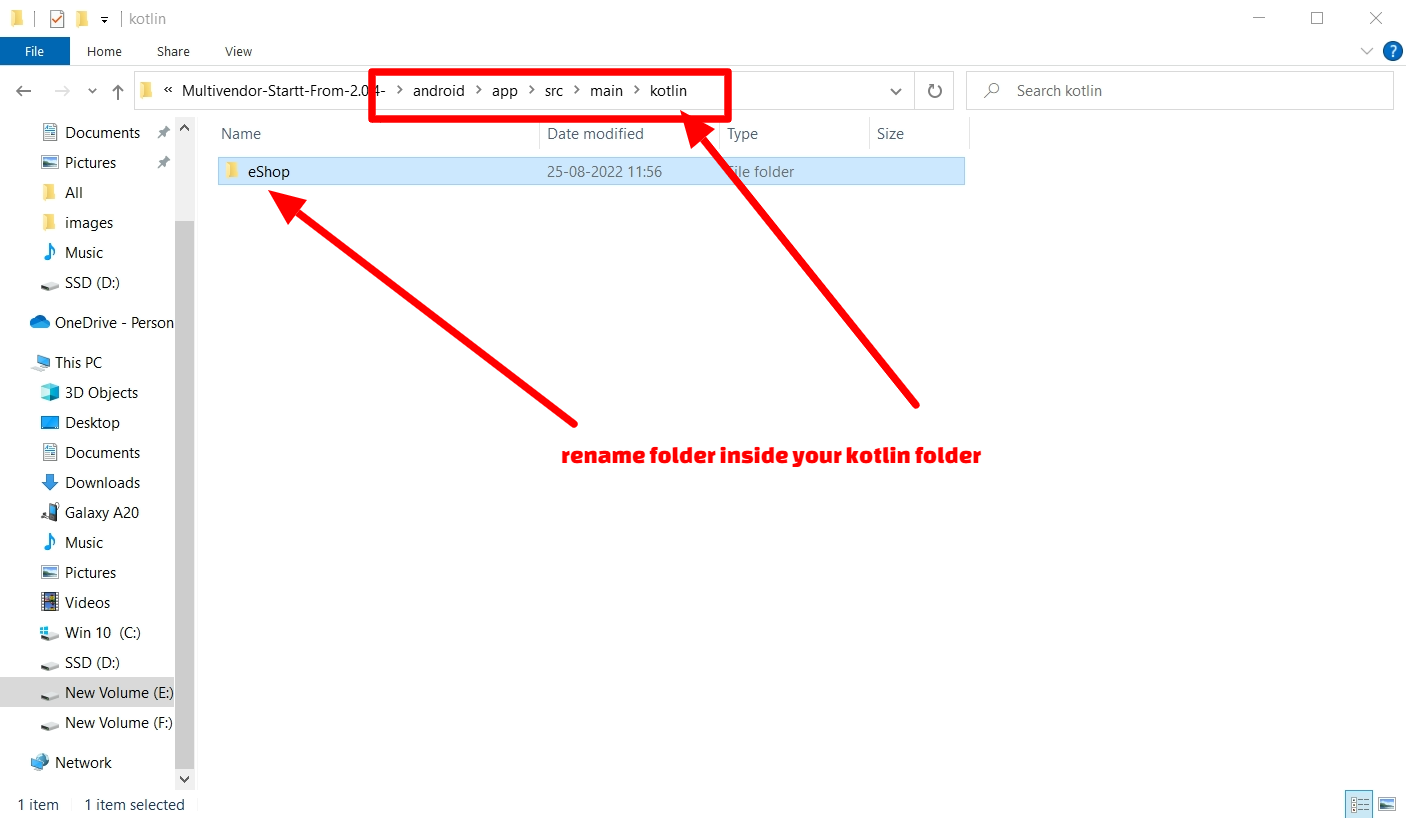 kotlin
File Home Share View
« Multivendor-Startt-From-2.0.4- > android > app > src > main > kotlin
Search kotlin
Name Date modified Type Size
eShop 25-08-2022 11:56 File folder
Documents
Pictures
All
images
Music
SSD (D:)
OneDrive - Person
This PC
3D Objects
Desktop
Documents
Downloads
Galaxy A20
Music
Pictures
Videos
Win 10 (C:)
SSD (D:)
New Volume (E:)
New Volume (F:)
Network
rename folder inside your kotlin folder
1 item 1 item selected